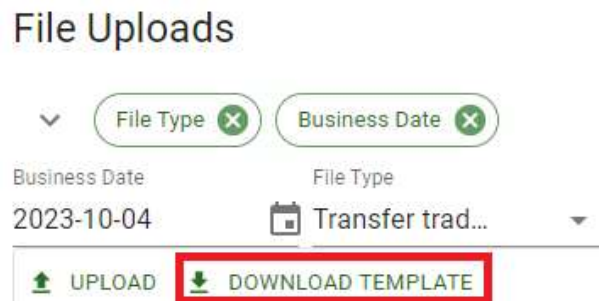 File Uploads
File Type Business Date
Business Date File Type
2023-10-04 Transfer trad...
UPLOAD DOWNLOAD TEMPLATE